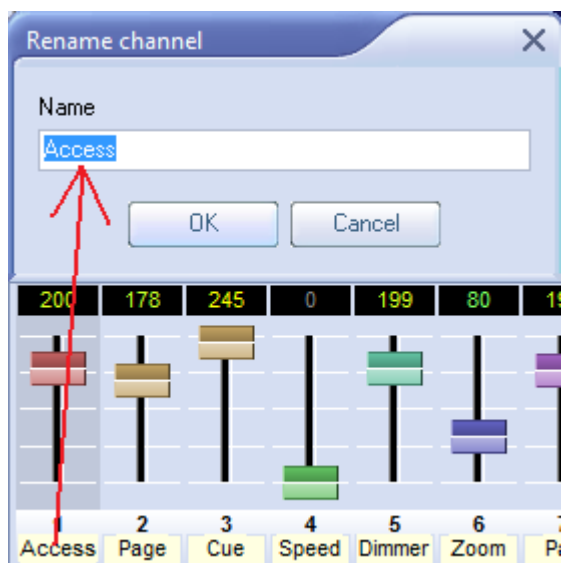 Rename channel
Name
Access
OK Cancel
200 178 245 0 199 80
1 2 3 4 5 6
Access Page Cue Speed Dimmer Zoom